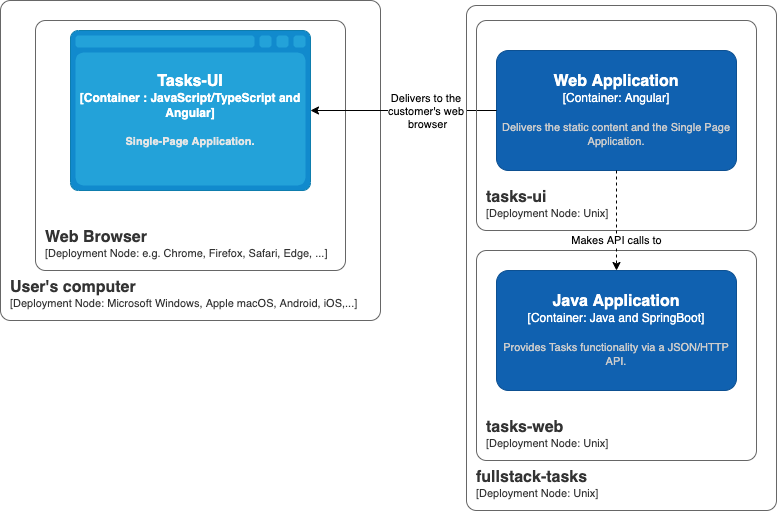 Tasks-UI
[Container : JavaScript/TypeScript and
Angular]
Single-Page Application.
Web Browser
[Deployment Node: e.g. Chrome, Firefox, Safari, Edge, ...]
User's computer
[Deployment Node: Microsoft Windows, Apple macOS, Android, iOS,...]
Delivers to the
customer's web
browser
Web Application
[Container: Angular]
Delivers the static content and the Single Page
Application.
tasks-ui
[Deployment Node: Unix]
Makes API calls to
Java Application
[Container: Java and SpringBoot]
Provides Tasks functionality via a JSON/HTTP
API.
tasks-web
[Deployment Node: Unix]
fullstack-tasks
[Deployment Node: Unix]